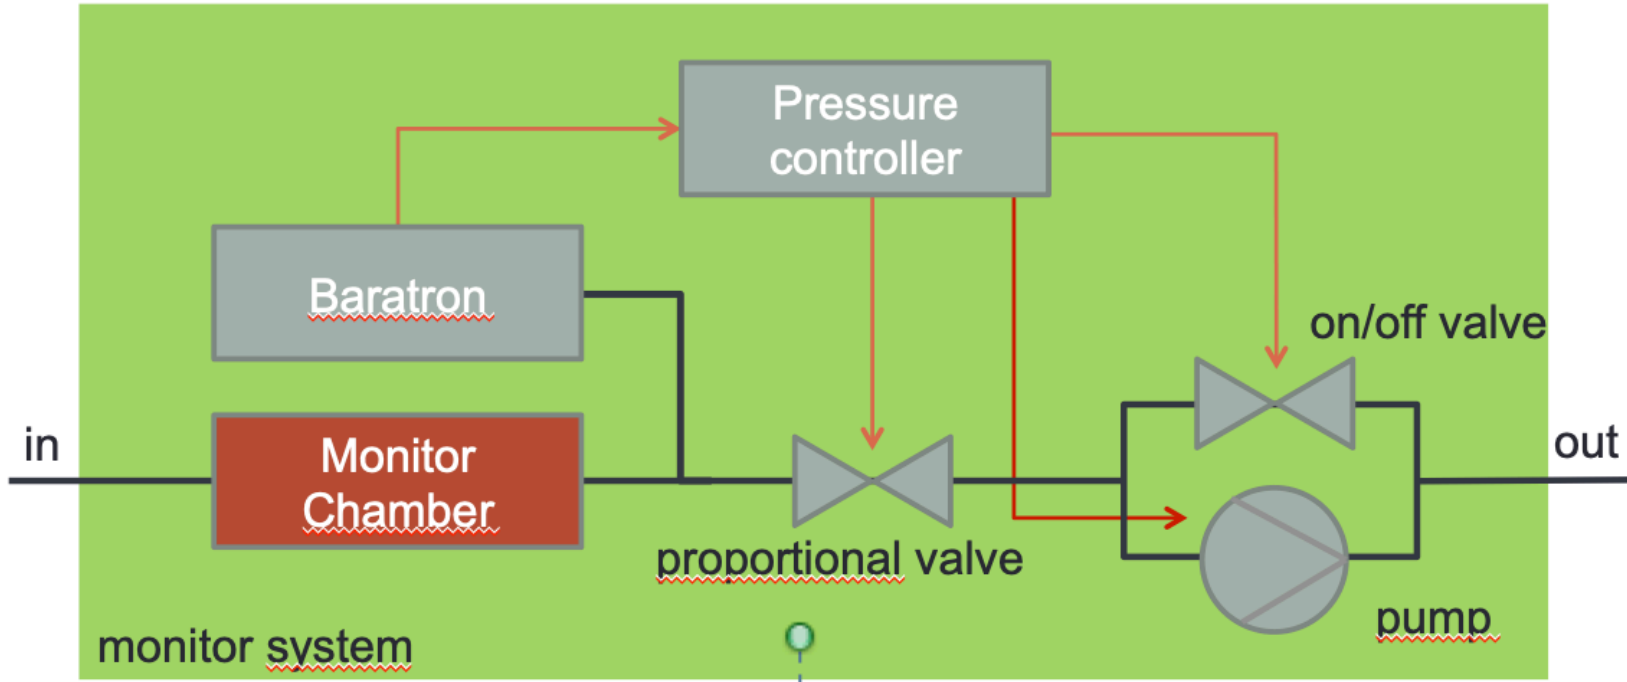 Pressure
controller
Baratron
on/off valve
in
Monitor
Chamber
out
proportional valve
pump
monitor system